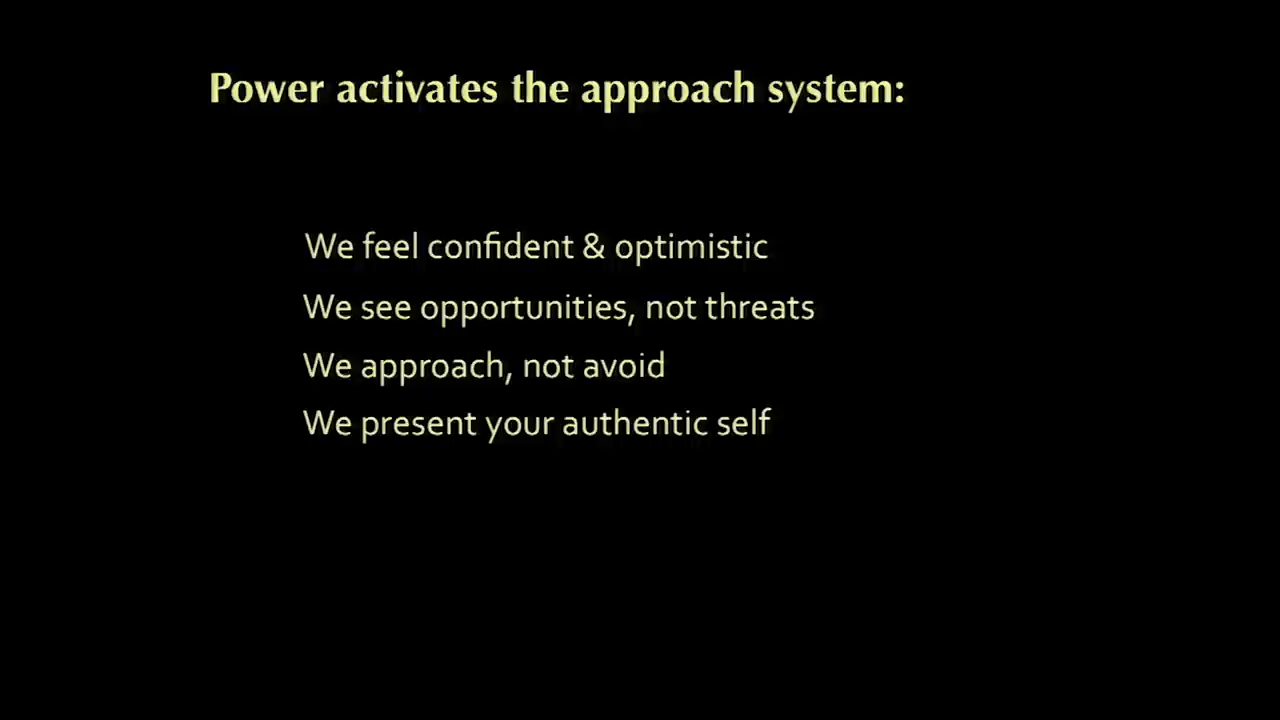 Power activates the approach system:
We feel confident & optimistic
We see opportunities, not threats
We approach, not avoid
We present your authentic self